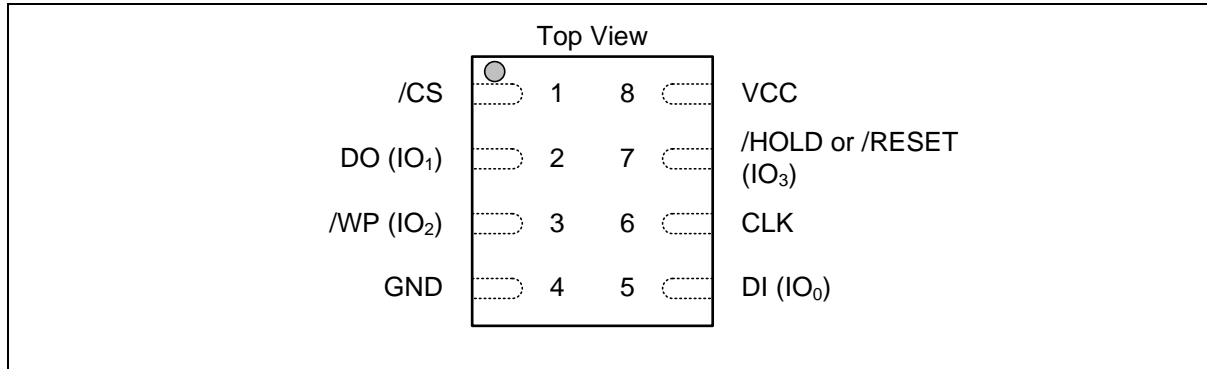 Top View
/CS 1 8 VCC
DO (IO₁) 2 7 /HOLD or /RESET
(IO₃)
/WP (IO₂) 3 6 CLK
GND 4 5 DI (IO₀)